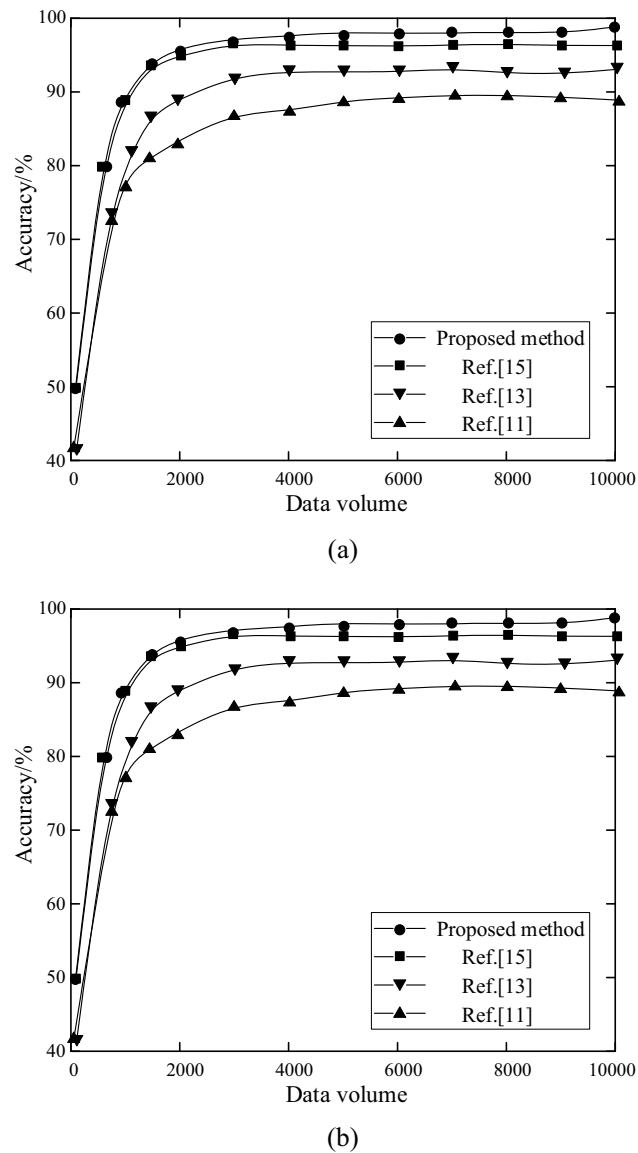 100
90
80
70
60
50
40
Accuracy/%
Proposed method
Ref.[15]
Ref.[13]
Ref.[11]
0 2000 4000 6000 8000 10000
Data volume
(a)
100
90
80
70
60
50
40
Accuracy/%
Proposed method
Ref.[15]
Ref.[13]
Ref.[11]
0 2000 4000 6000 8000 10000
Data volume
(b)